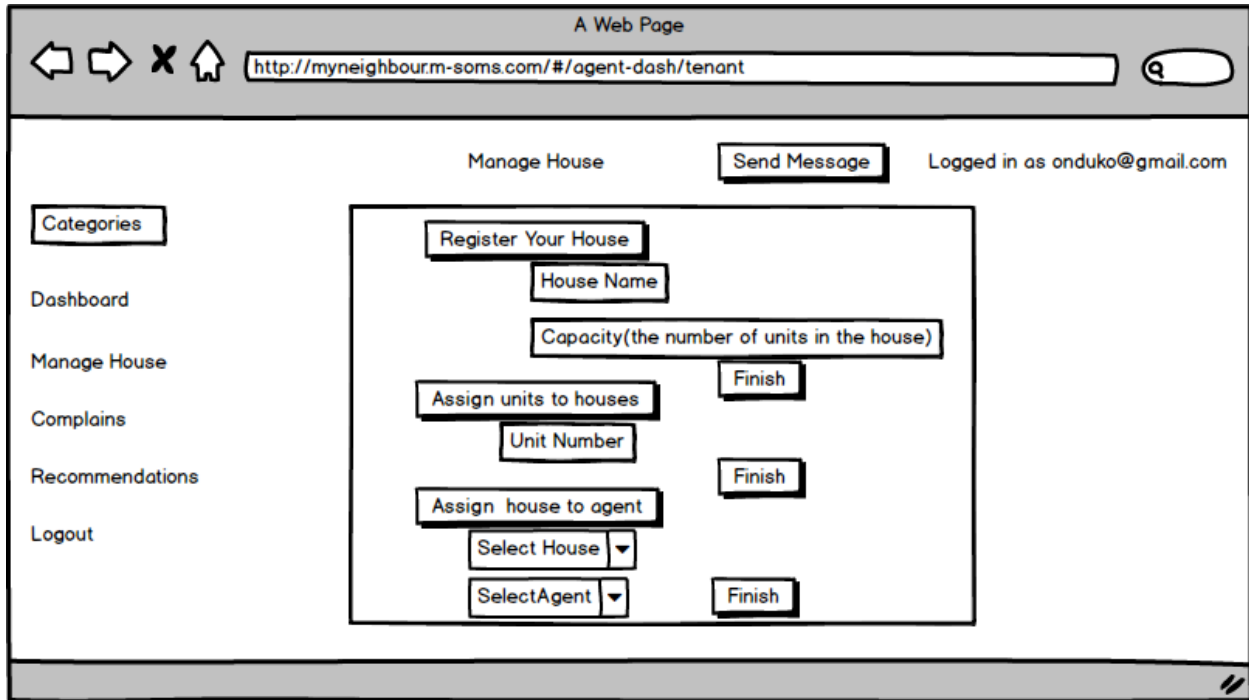 A Web Page
http://myneighbour.m-soms.com/#/agent-dash/tenant
Manage House
Send Message
Logged in as onduko@gmail.com
Categories
Dashboard
Manage House
Complains
Recommendations
Logout
Register Your House
House Name
Capacity(the number of units in the house)
Finish
Assign units to houses
Unit Number
Finish
Assign house to agent
Select House
SelectAgent
Finish